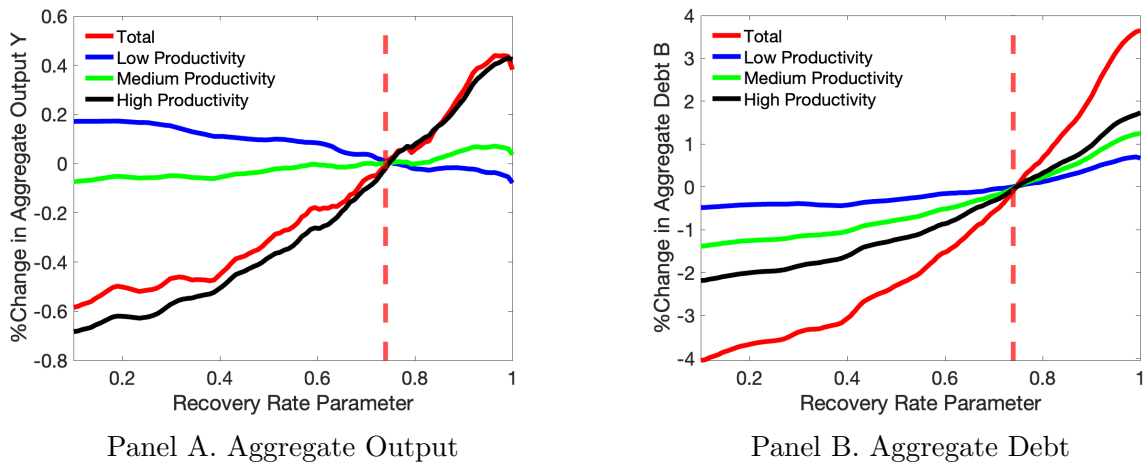 %Change in Aggregate Output Y
0.6
0.4
0.2
0
-0.2
-0.4
-0.6
-0.8
Total
Low Productivity
Medium Productivity
High Productivity
0.2 0.4 0.6 0.8 1
Recovery Rate Parameter
Panel A. Aggregate Output
%Change in Aggregate Debt B
4
3
2
1
0
-1
-2
-3
-4
Total
Low Productivity
Medium Productivity
High Productivity
0.2 0.4 0.6 0.8 1
Recovery Rate Parameter
Panel B. Aggregate Debt